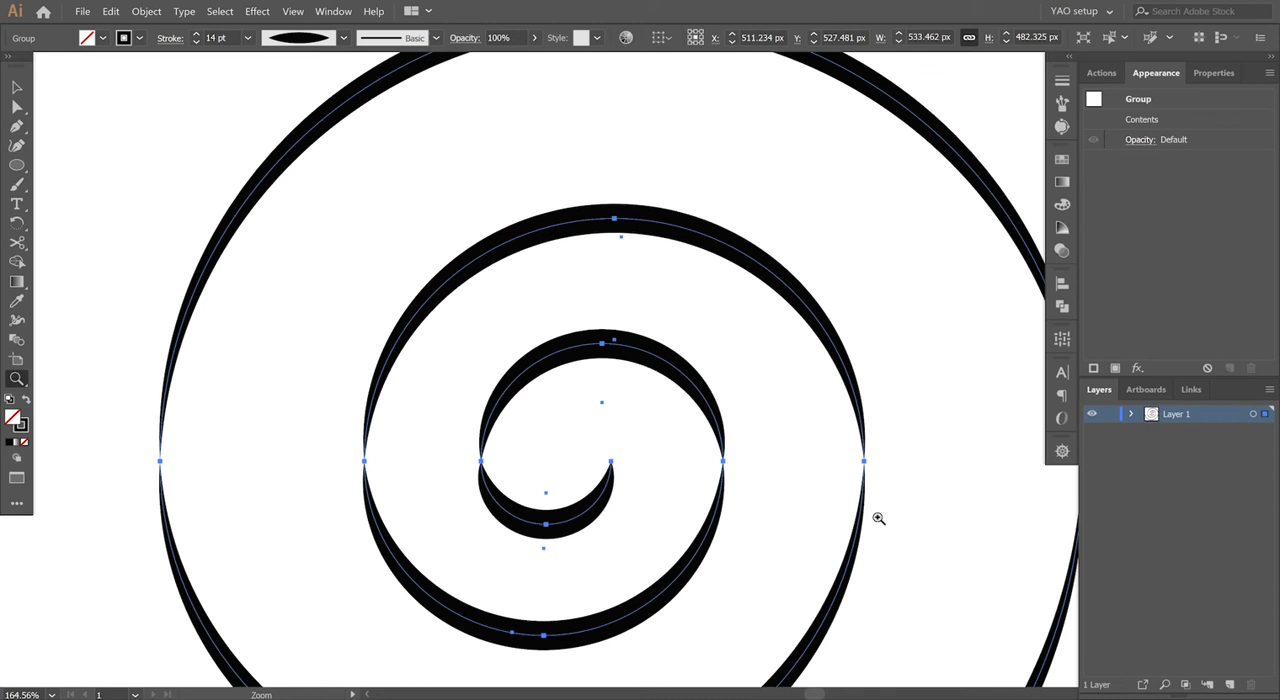 Ai File Edit Object Type Select Effect View Window Help YAO setup Search Adobe Stock
Group Stroke: 14 pt Basic Opacity: 100% Style: X: 511.234 px Y: 527.481 px W: 533.462 px H: 482.325 px
Actions Appearance Properties
Group
Contents
Opacity: Default
fx
Layers Artboards Links
Layer 1
1 Layer
164.56% 1 Zoom